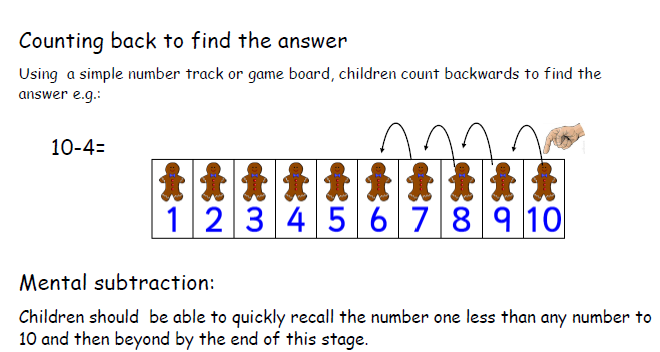 Counting back to find the answer
Using a simple number track or game board, children count backwards to find the
answer e.g.:
10-4=
1 2 3 4 5 6 7 8 9 10
Mental subtraction:
Children should be able to quickly recall the number one less than any number to
10 and then beyond by the end of this stage.